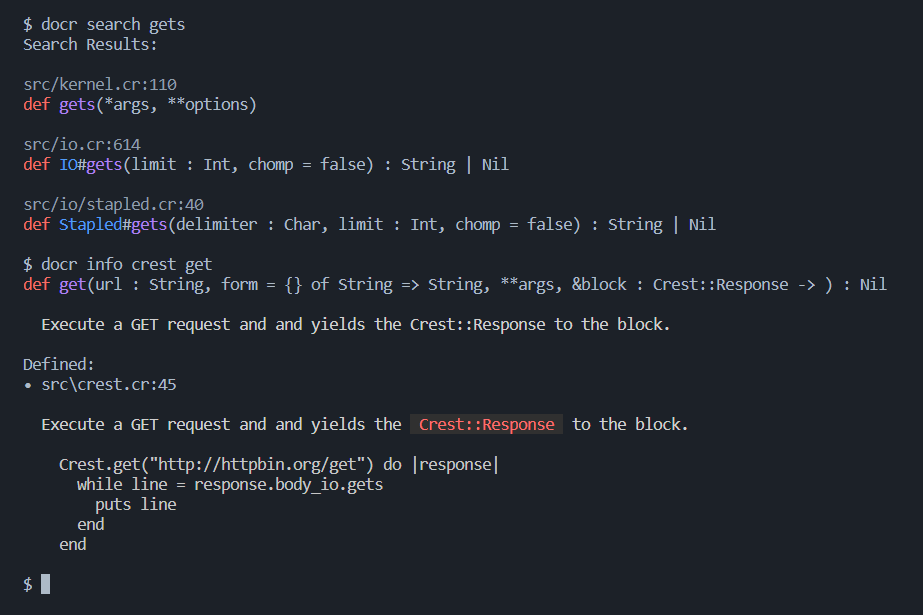 $ docr search gets
Search Results:
src/kernel.cr:110
def gets(*args, **options)
src/io.cr:614
def IO#gets(limit : Int, chomp = false) : String | Nil
src/io/stapled.cr:40
def Stapled#gets(delimiter : Char, limit : Int, chomp = false) : String | Nil
$ docr info crest get
def get(url : String, form = {} of String => String, **args, &block : Crest::Response -> ) : Nil
Execute a GET request and and yields the Crest::Response to the block.
Defined:
• src\crest.cr:45
Execute a GET request and and yields the Crest::Response to the block.
Crest.get("http://httpbin.org/get") do |response|
while line = response.body_io.gets
puts line
end
end
$